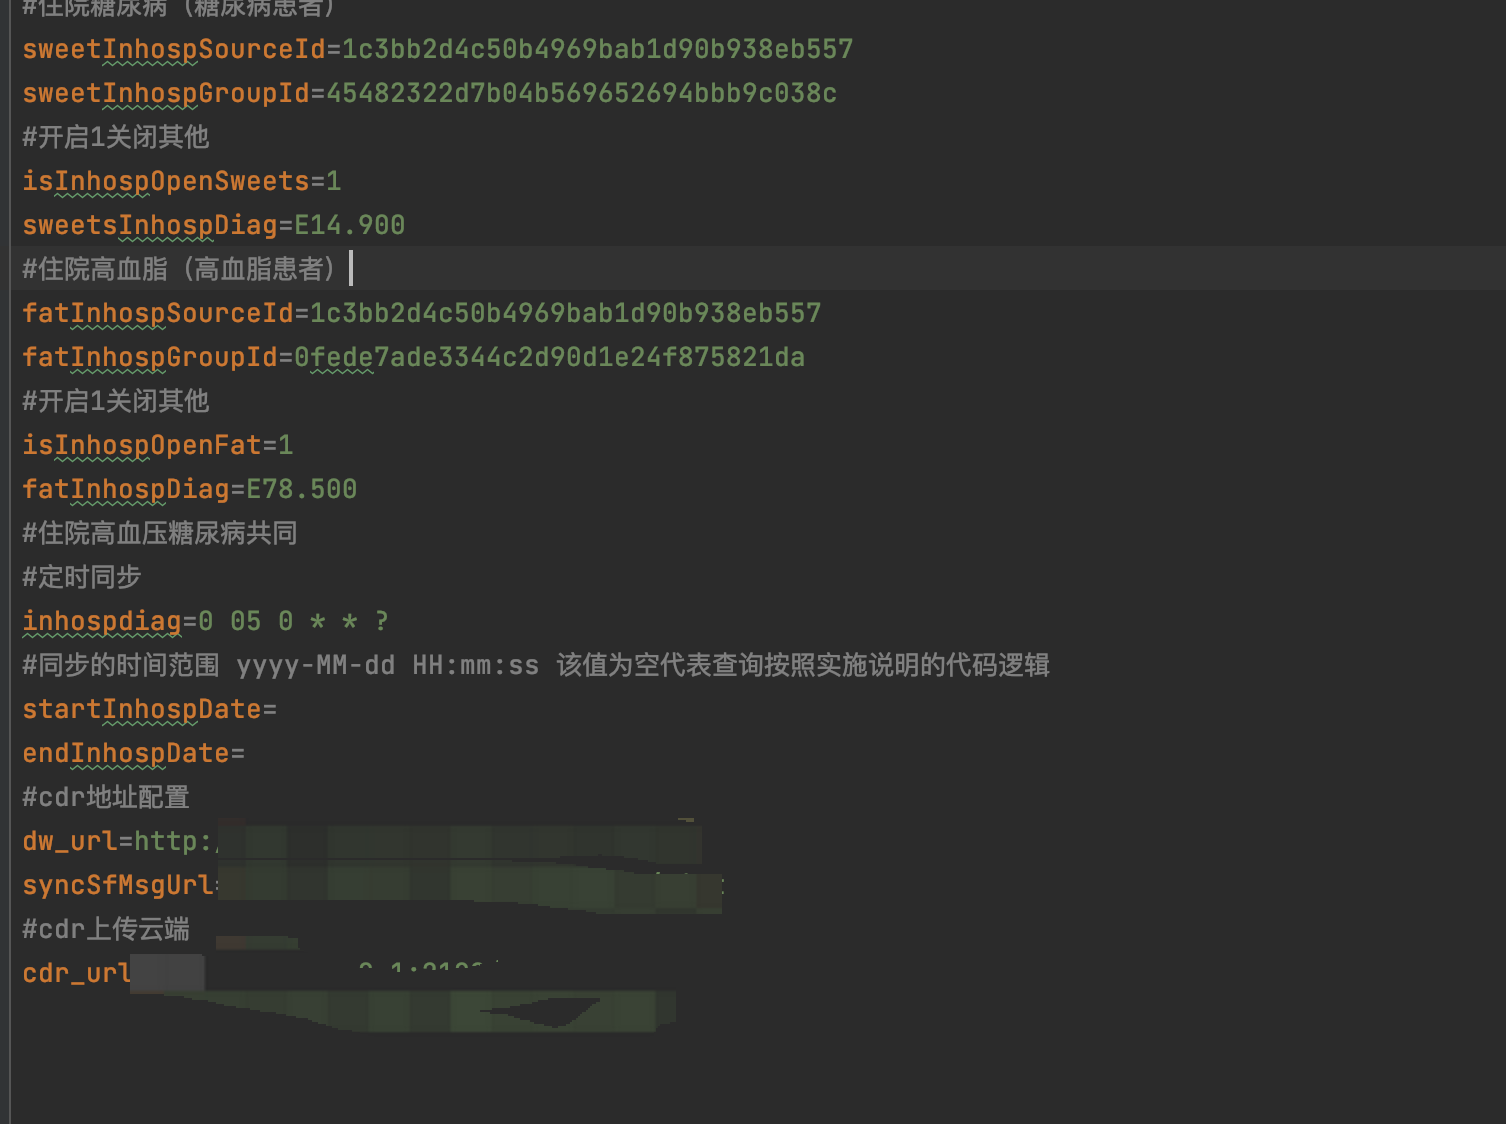 #住院糖尿病（糖尿病患者）
sweetInhospSourceId=1c3bb2d4c50b4969bab1d90b938eb557
sweetInhospGroupId=45482322d7b04b569652694bbb9c038c
#开启1关闭其他
isInhospOpenSweets=1
sweetsInhospDiag=E14.900
#住院高血脂（高血脂患者）
fatInhospSourceId=1c3bb2d4c50b4969bab1d90b938eb557
fatInhospGroupId=0fede7ade3344c2d90d1e24f875821da
#开启1关闭其他
isInhospOpenFat=1
fatInhospDiag=E78.500
#住院高血压糖尿病共同
#定时同步
inhospdiag=0 05 0 * * ?
#同步的时间范围 yyyy-MM-dd HH:mm:ss 该值为空代表查询按照实施说明的代码逻辑
startInhospDate=
endInhospDate=
#cdr地址配置
dw_url=http:
syncSfMsgUrl=
#cdr上传云端
cdr_url